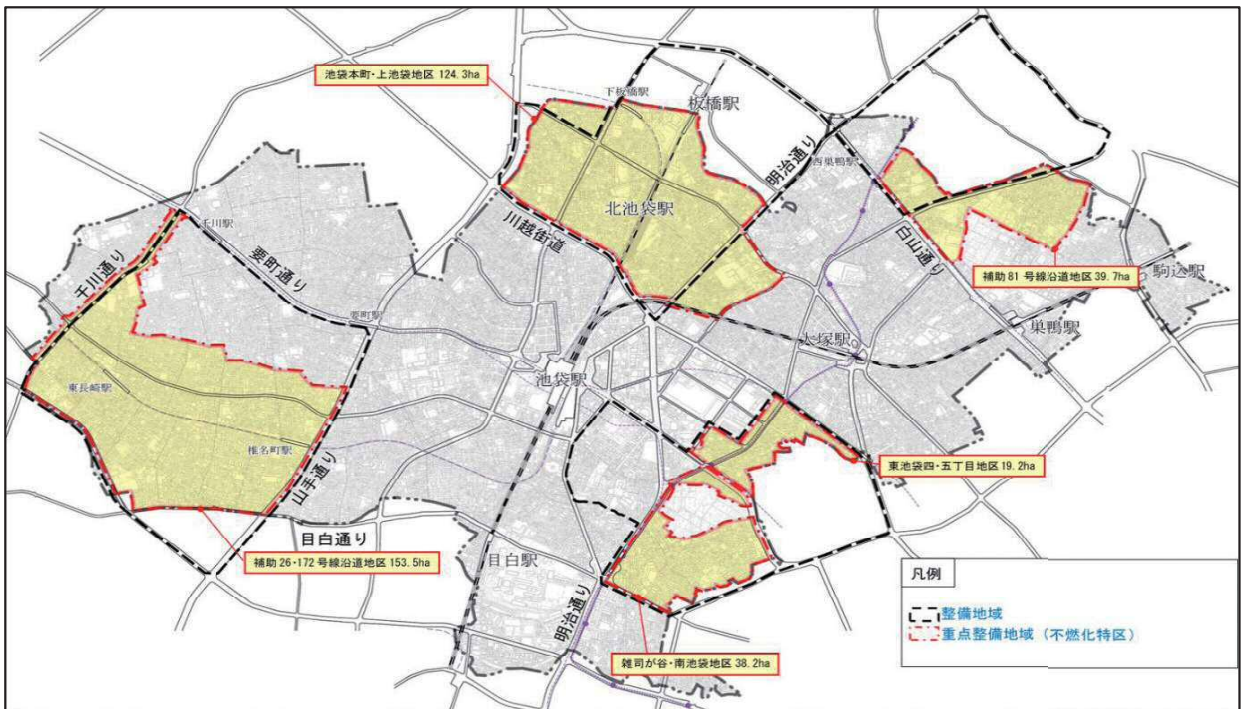 池袋本町・上池袋地区 124.3ha
下板橋駅
板橋駅
明治通り
西巣鴨駅
北池袋駅
川越街道
白山通り
補助81号線沿道地区 39.7ha
駒込駅
巣鴨駅
千川駅
千川通り
要町通り
要町駅
大塚駅
池袋駅
東長崎駅
椎名町駅
山手通り
東池袋四・五丁目地区 19.2ha
目白通り
補助26・172号線沿道地区 153.5ha
目白駅
明治通り
雑司が谷・南池袋地区 38.2ha
凡例
整備地域
重点整備地域（不燃化特区）